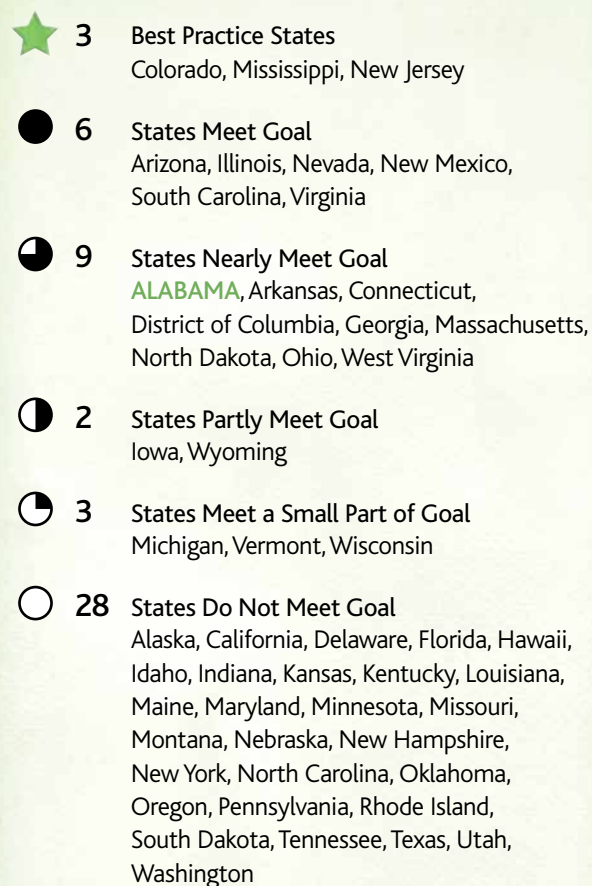 3 Best Practice States
Colorado, Mississippi, New Jersey
6 States Meet Goal
Arizona, Illinois, Nevada, New Mexico,
South Carolina, Virginia
9 States Nearly Meet Goal
ALABAMA, Arkansas, Connecticut,
District of Columbia, Georgia, Massachusetts,
North Dakota, Ohio, West Virginia
2 States Partly Meet Goal
Iowa, Wyoming
3 States Meet a Small Part of Goal
Michigan, Vermont, Wisconsin
28 States Do Not Meet Goal
Alaska, California, Delaware, Florida, Hawaii,
Idaho, Indiana, Kansas, Kentucky, Louisiana,
Maine, Maryland, Minnesota, Missouri,
Montana, Nebraska, New Hampshire,
New York, North Carolina, Oklahoma,
Oregon, Pennsylvania, Rhode Island,
South Dakota, Tennessee, Texas, Utah,
Washington